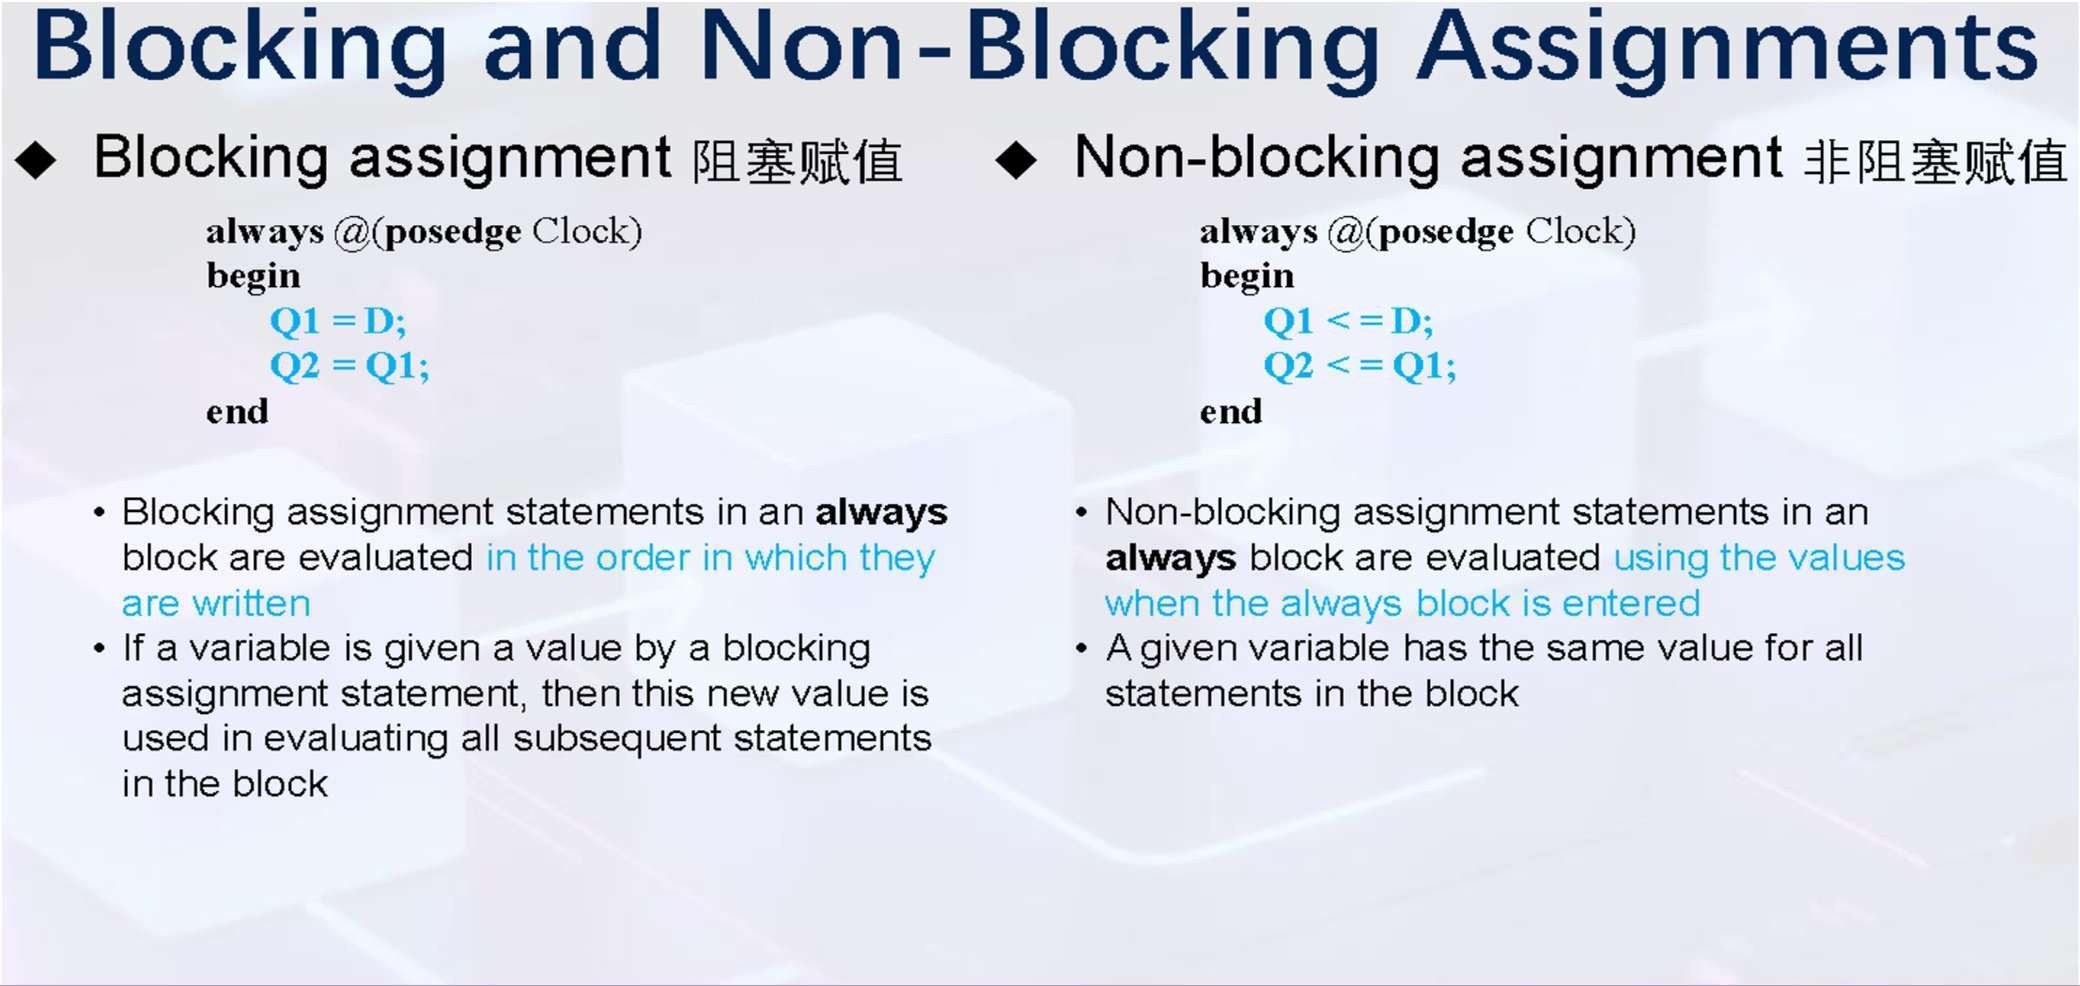 Blocking and Non-Blocking Assignments
◆ Blocking assignment 阻塞赋值
always @(posedge Clock)
begin
Q1 = D;
Q2 = Q1;
end
• Blocking assignment statements in an always
block are evaluated in the order in which they
are written
• If a variable is given a value by a blocking
assignment statement, then this new value is
used in evaluating all subsequent statements
in the block
◆ Non-blocking assignment 非阻塞赋值
always @(posedge Clock)
begin
Q1 < = D;
Q2 < = Q1;
end
• Non-blocking assignment statements in an
always block are evaluated using the values
when the always block is entered
• A given variable has the same value for all
statements in the block